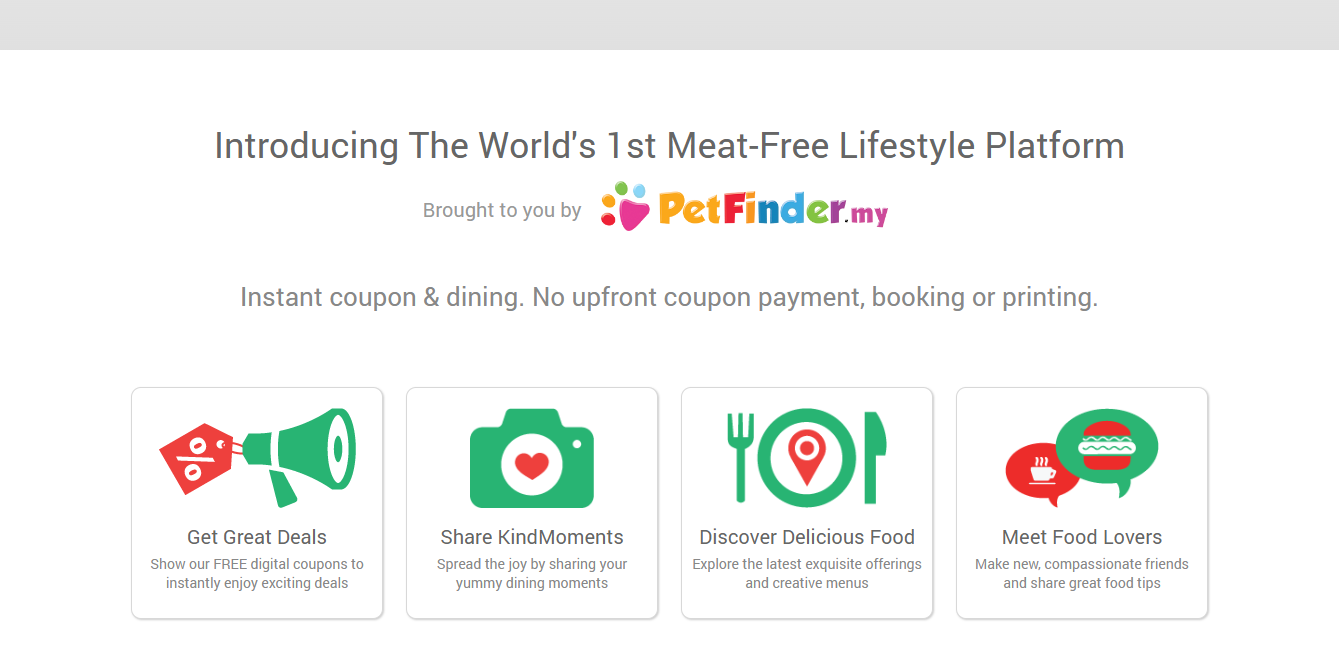 Introducing The World's 1st Meat-Free Lifestyle Platform
Brought to you by PetFinder.my
Instant coupon & dining. No upfront coupon payment, booking or printing.
%
Get Great Deals
Show our FREE digital coupons to
instantly enjoy exciting deals
Share KindMoments
Spread the joy by sharing your
yummy dining moments
Discover Delicious Food
Explore the latest exquisite offerings
and creative menus
Meet Food Lovers
Make new, compassionate friends
and share great food tips